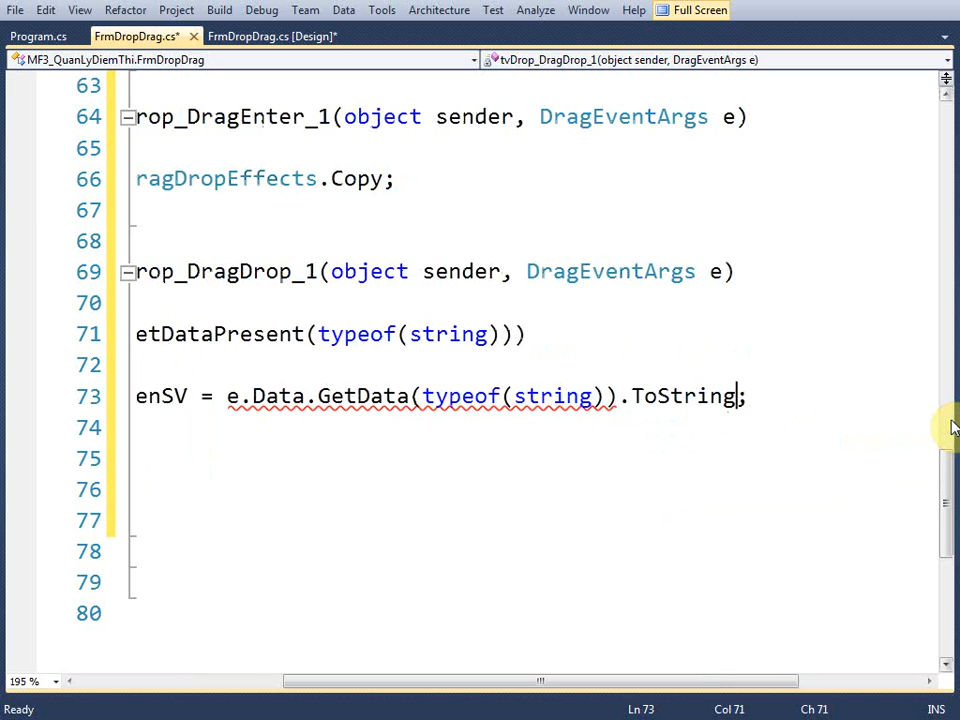 File Edit View Refactor Project Build Debug Team Data Tools Architecture Test Analyze Window Help Full Screen
Program.cs FrmDropDrag.cs* × FrmDropDrag.cs [Design]*
MF3_QuanLyDiemThi.FrmDropDrag tvDrop_DragDrop_1(object sender, DragEventArgs e)
63
64 rop_DragEnter_1(object sender, DragEventArgs e)
65
66 ragDropEffects.Copy;
67
68
69 rop_DragDrop_1(object sender, DragEventArgs e)
70
71 etDataPresent(typeof(string)))
72
73 enSV = e.Data.GetData(typeof(string)).ToString;
74
75
76
77
78
79
80
195 %
Ready Ln 73 Col 71 Ch 71 INS